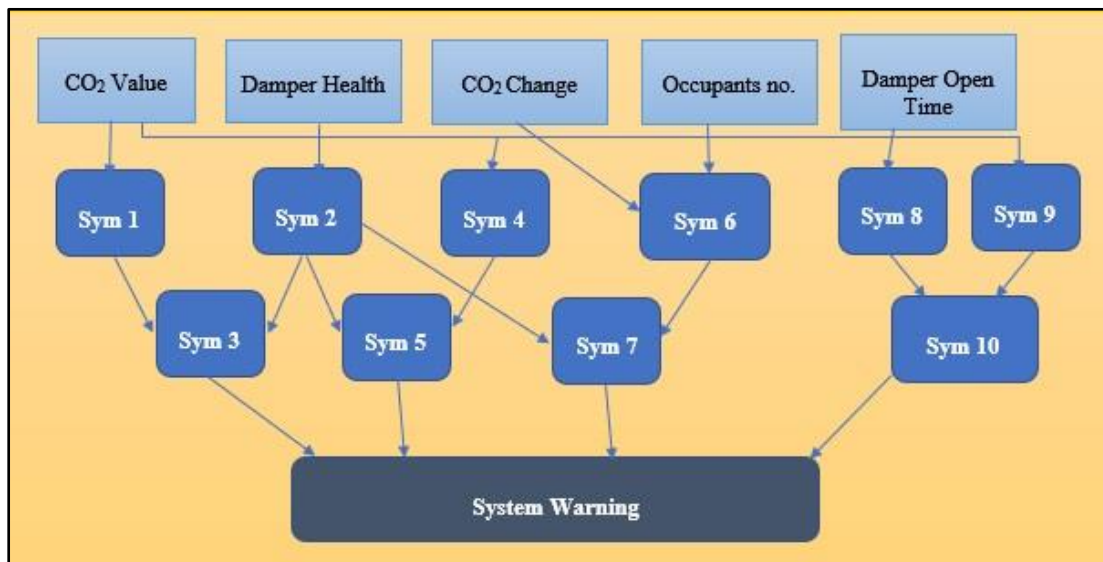 CO₂ Value
Damper Health
CO₂ Change
Occupants no.
Damper Open
Time
Sym 1
Sym 2
Sym 4
Sym 6
Sym 8
Sym 9
Sym 3
Sym 5
Sym 7
Sym 10
System Warning